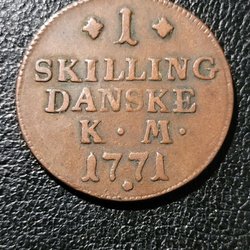 1
SKILLING
DANSKE
K · M ·
1771